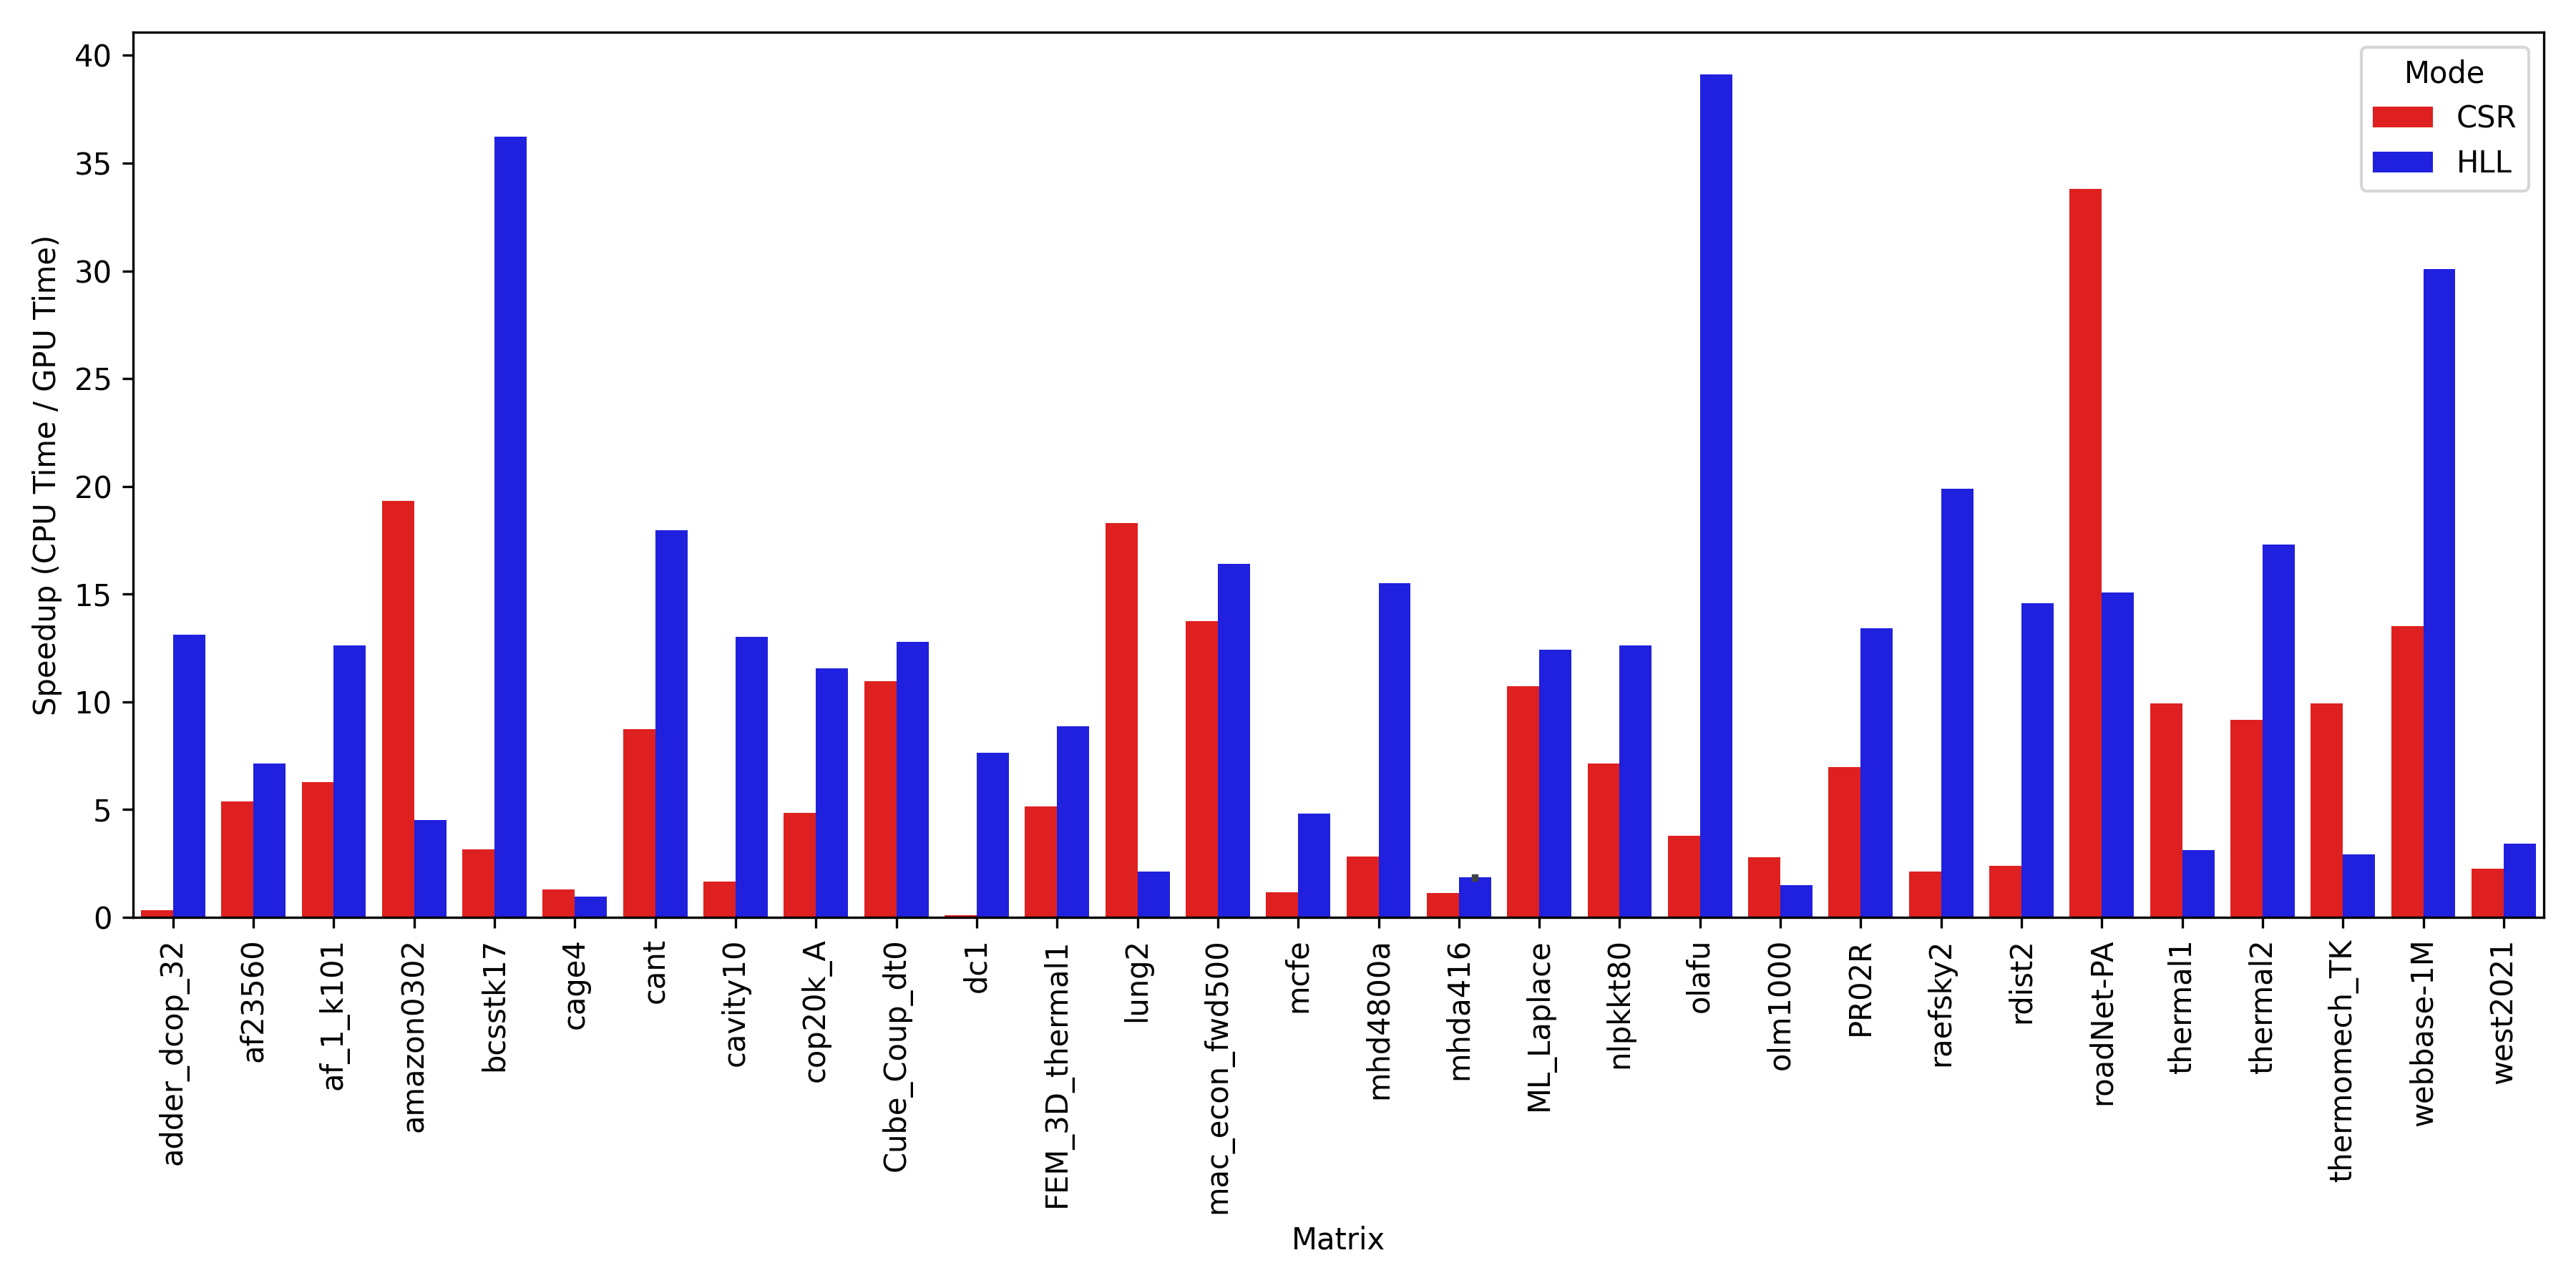 Speedup (CPU Time / GPU Time)
40
35
30
25
20
15
10
5
0
Mode
CSR
HLL
adder_dcop_32
af23560
af_1_k101
amazon0302
bcsstk17
cage4
cant
cavity10
cop20k_A
Cube_Coup_dt0
dc1
FEM_3D_thermal1
lung2
mac_econ_fwd500
mcfe
mhd4800a
mhda416
ML_Laplace
nlpkkt80
olafu
olm1000
PR02R
raefsky2
rdist2
roadNet-PA
thermal1
thermal2
thermomech_TK
webbase-1M
west2021
Matrix